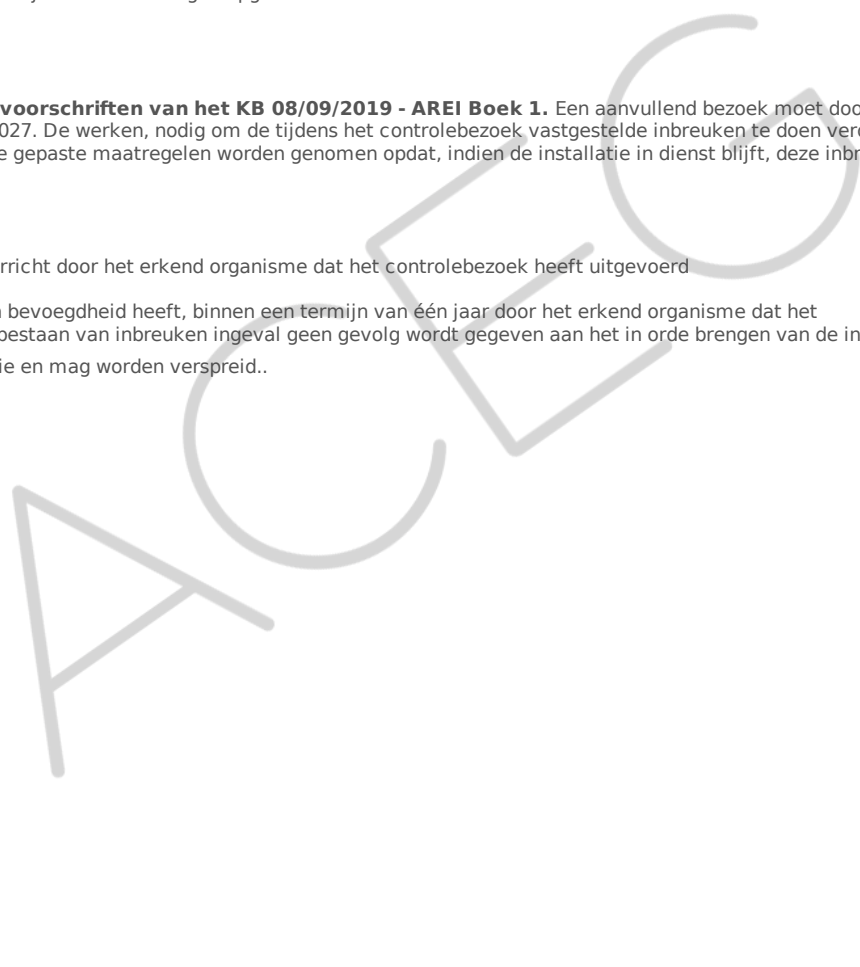 voorschriften van het KB 08/09/2019 - AREI Boek 1. Een aanvullend bezoek moet doo
027. De werken, nodig om de tijdens het controlebezoek vastgestelde inbreuken te doen verd
e gepaste maatregelen worden genomen opdat, indien de installatie in dienst blijft, deze inbr
rricht door het erkend organisme dat het controlebezoek heeft uitgevoerd
bevoegdheid heeft, binnen een termijn van één jaar door het erkend organisme dat het
bestaan van inbreuken ingeval geen gevolg wordt gegeven aan het in orde brengen van de in
ie en mag worden verspreid..
ACEG